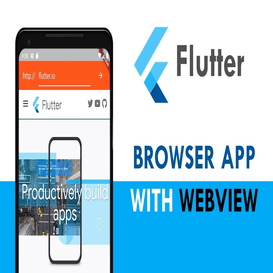 http:// flutter.io
Flutter
Productively build
apps
Flutter
BROWSER APP
WITH WEBVIEW